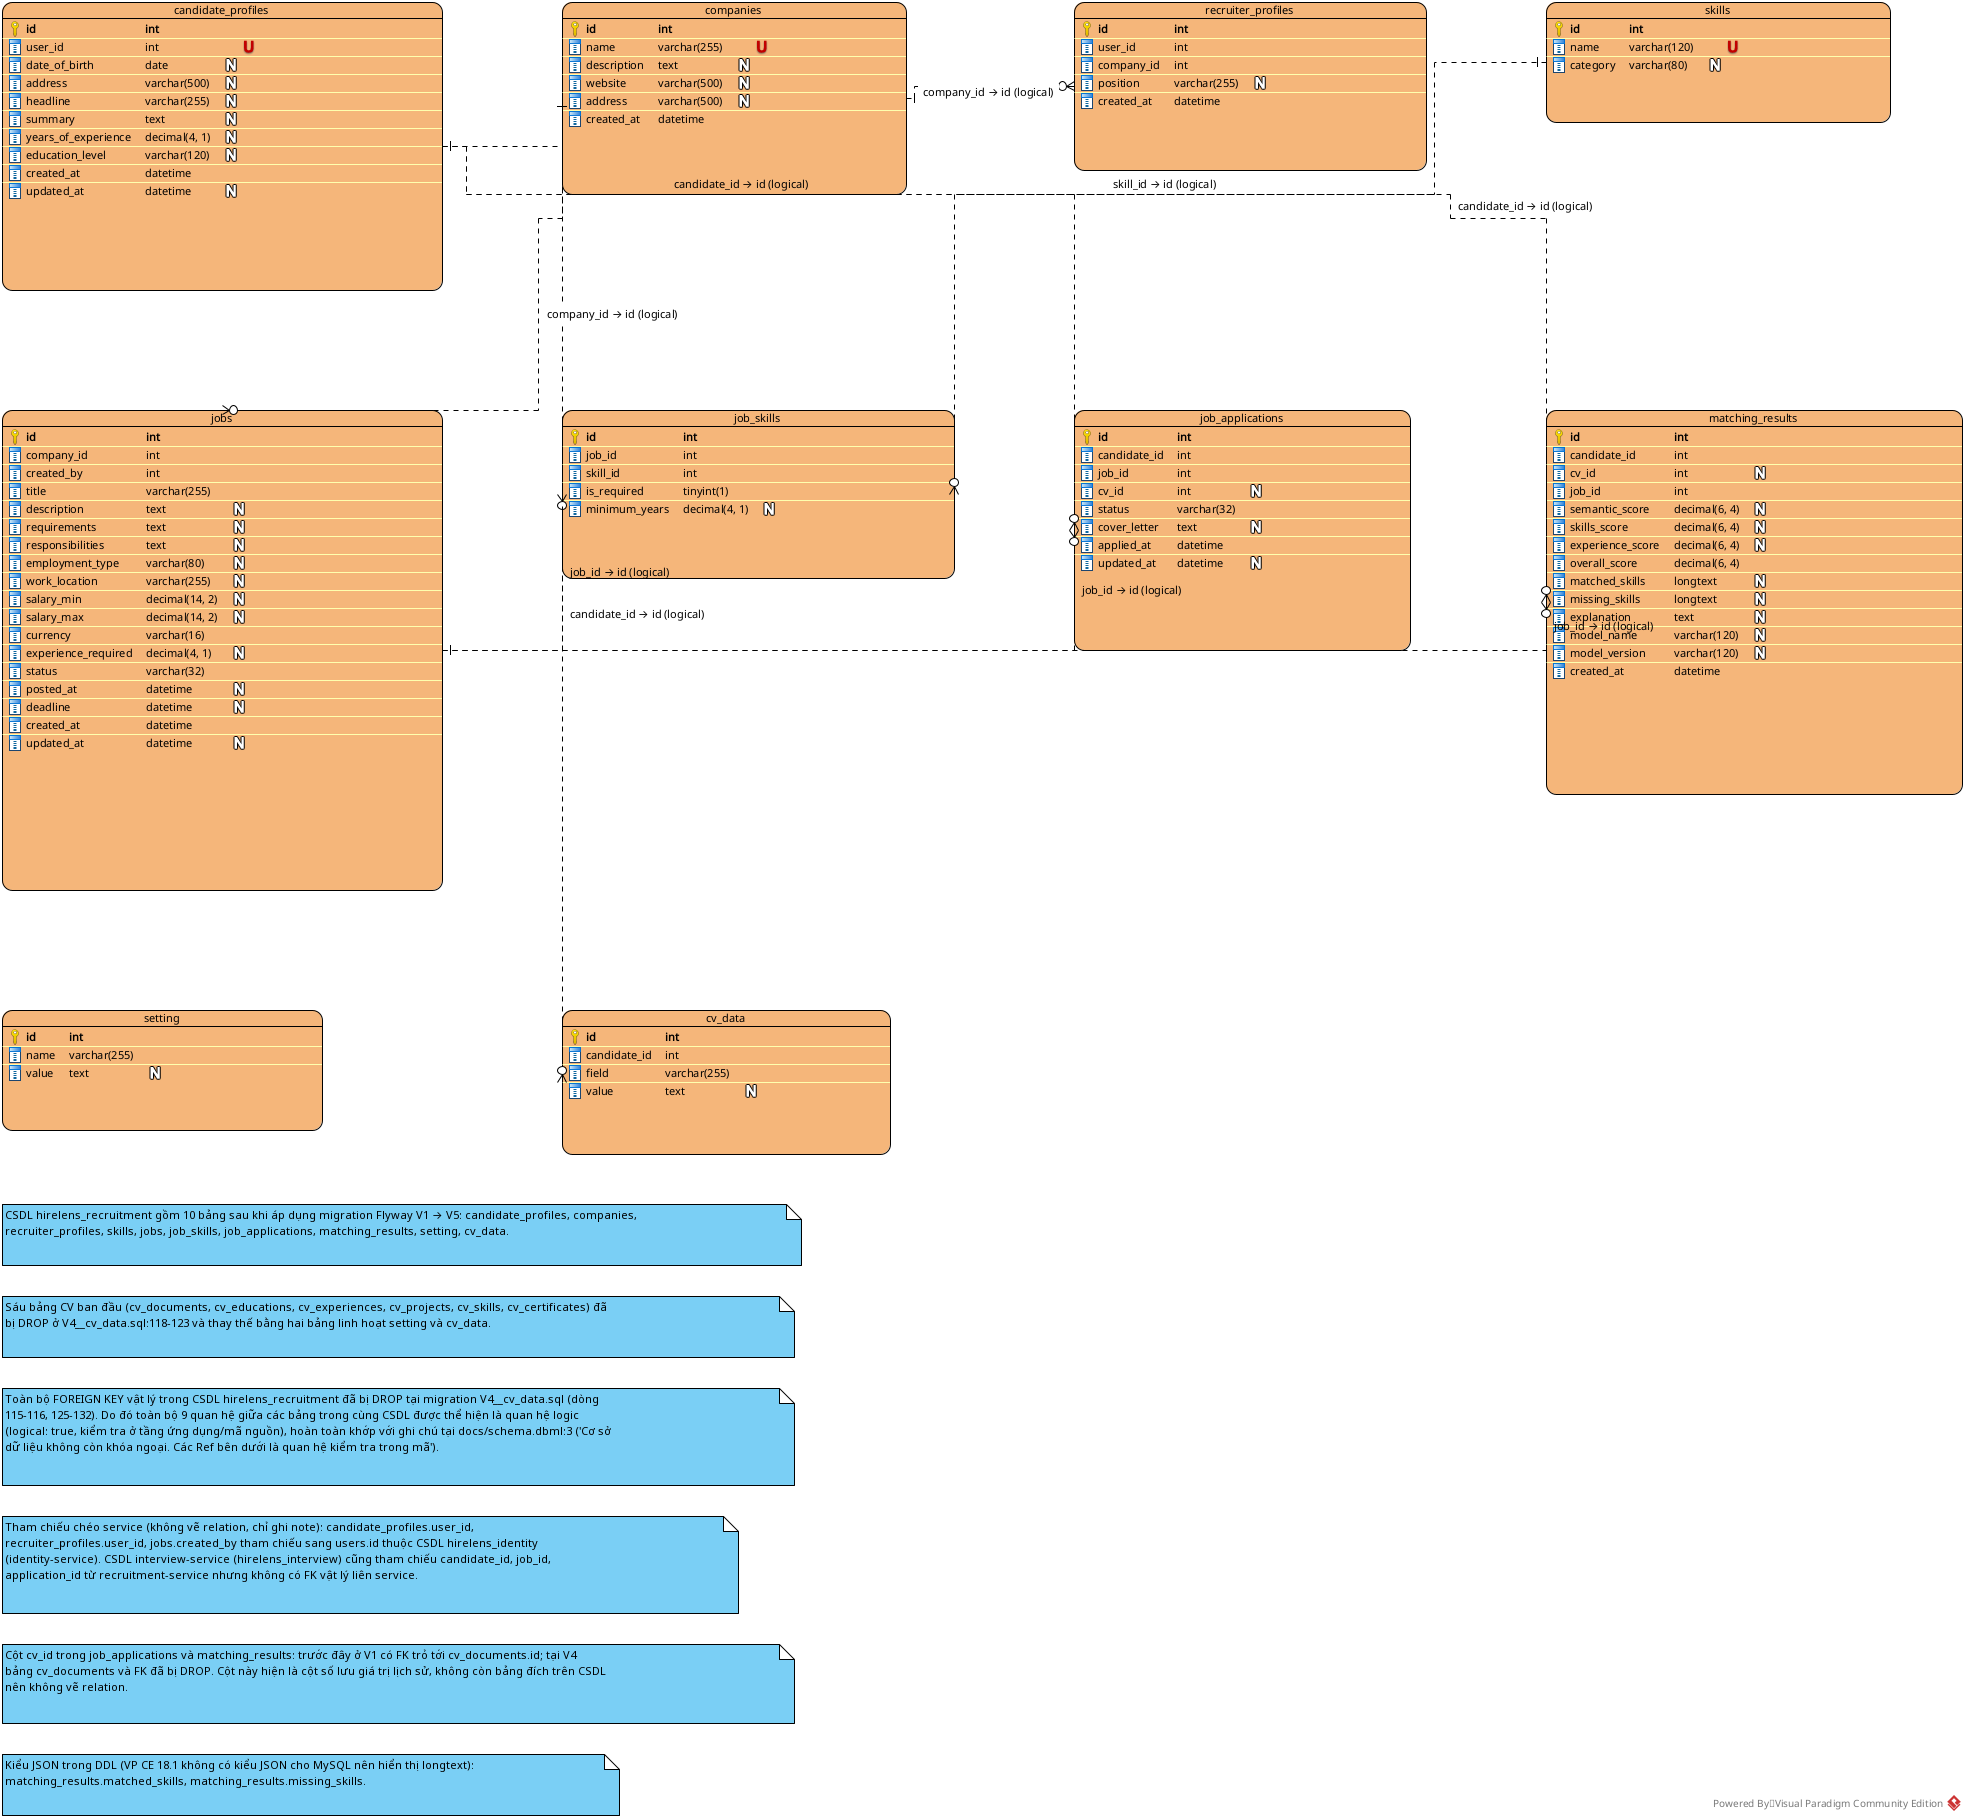 candidate_profiles
id int
user_id int U
date_of_birth date N
address varchar(500) N
headline varchar(255) N
summary text N
years_of_experience decimal(4, 1) N
education_level varchar(120) N
created_at datetime
updated_at datetime N
companies
id int
name varchar(255) U
description text N
website varchar(500) N
address varchar(500) N
created_at datetime
company_id → id (logical)
recruiter_profiles
id int
user_id int
company_id int
position varchar(255) N
created_at datetime
skills
id int
name varchar(120) U
category varchar(80) N
candidate_id → id (logical)
skill_id → id (logical)
candidate_id → id (logical)
company_id → id (logical)
jobs
id int
company_id int
created_by int
title varchar(255)
description text N
requirements text N
responsibilities text N
employment_type varchar(80) N
work_location varchar(255) N
salary_min decimal(14, 2) N
salary_max decimal(14, 2) N
currency varchar(16)
experience_required decimal(4, 1) N
status varchar(32)
posted_at datetime N
deadline datetime N
created_at datetime
updated_at datetime N
job_skills
id int
job_id int
skill_id int
is_required tinyint(1)
minimum_years decimal(4, 1) N
job_id → id (logical)
candidate_id → id (logical)
job_applications
id int
candidate_id int
job_id int
cv_id int N
status varchar(32)
cover_letter text N
applied_at datetime
updated_at datetime N
job_id → id (logical)
matching_results
id int
candidate_id int
cv_id int N
job_id int
semantic_score decimal(6, 4) N
skills_score decimal(6, 4) N
experience_score decimal(6, 4) N
overall_score decimal(6, 4)
matched_skills longtext N
missing_skills longtext N
explanation text N
job_id → id (logical)
model_name varchar(120) N
model_version varchar(120) N
created_at datetime
setting
id int
name varchar(255)
value text N
cv_data
id int
candidate_id int
field varchar(255)
value text N
CSDL hirelens_recruitment gồm 10 bảng sau khi áp dụng migration Flyway V1 → V5: candidate_profiles, companies,
recruiter_profiles, skills, jobs, job_skills, job_applications, matching_results, setting, cv_data.
Sáu bảng CV ban đầu (cv_documents, cv_educations, cv_experiences, cv_projects, cv_skills, cv_certificates) đã
bị DROP ở V4__cv_data.sql:118-123 và thay thế bằng hai bảng linh hoạt setting và cv_data.
Toàn bộ FOREIGN KEY vật lý trong CSDL hirelens_recruitment đã bị DROP tại migration V4__cv_data.sql (dòng
115-116, 125-132). Do đó toàn bộ 9 quan hệ giữa các bảng trong cùng CSDL được thể hiện là quan hệ logic
(logical: true, kiểm tra ở tầng ứng dụng/mã nguồn), hoàn toàn khớp với ghi chú tại docs/schema.dbml:3 ('Cơ sở
dữ liệu không còn khóa ngoại. Các Ref bên dưới là quan hệ kiểm tra trong mã').
Tham chiếu chéo service (không vẽ relation, chỉ ghi note): candidate_profiles.user_id,
recruiter_profiles.user_id, jobs.created_by tham chiếu sang users.id thuộc CSDL hirelens_identity
(identity-service). CSDL interview-service (hirelens_interview) cũng tham chiếu candidate_id, job_id,
application_id từ recruitment-service nhưng không có FK vật lý liên service.
Cột cv_id trong job_applications và matching_results: trước đây ở V1 có FK trỏ tới cv_documents.id; tại V4
bảng cv_documents và FK đã bị DROP. Cột này hiện là cột số lưu giá trị lịch sử, không còn bảng đích trên CSDL
nên không vẽ relation.
Kiểu JSON trong DDL (VP CE 18.1 không có kiểu JSON cho MySQL nên hiển thị longtext):
matching_results.matched_skills, matching_results.missing_skills.
Powered By Visual Paradigm Community Edition